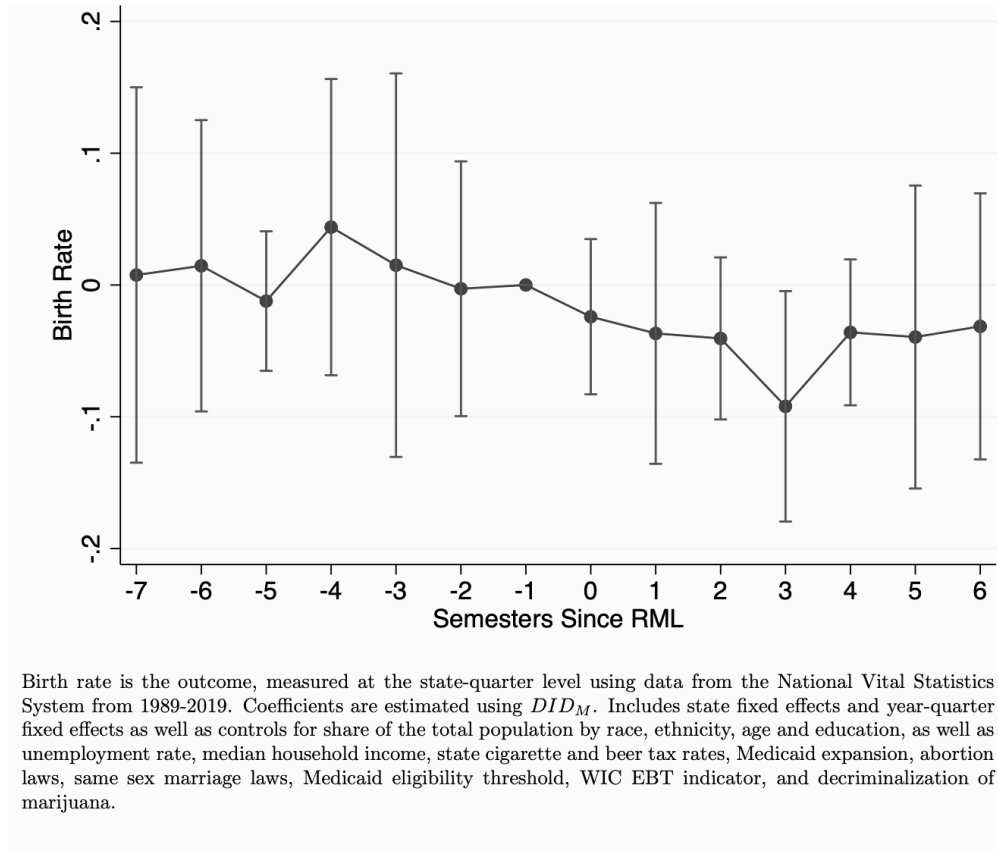 .2
.1
0
-.1
-.2
Birth Rate
-7 -6 -5 -4 -3 -2 -1 0 1 2 3 4 5 6
Semesters Since RML
Birth rate is the outcome, measured at the state-quarter level using data from the National Vital Statistics
System from 1989-2019. Coefficients are estimated using DID_M. Includes state fixed effects and year-quarter
fixed effects as well as controls for share of the total population by race, ethnicity, age and education, as well as
unemployment rate, median household income, state cigarette and beer tax rates, Medicaid expansion, abortion
laws, same sex marriage laws, Medicaid eligibility threshold, WIC EBT indicator, and decriminalization of
marijuana.